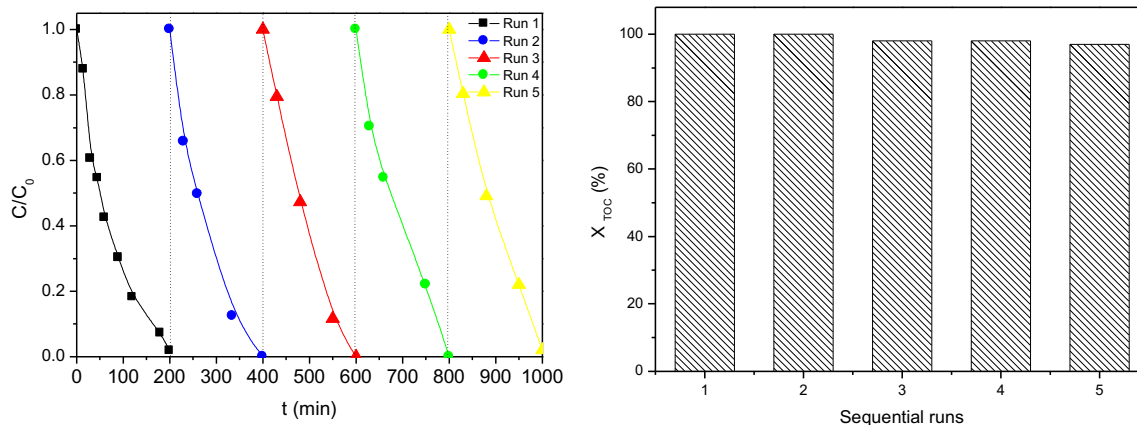 1.0
0.8
0.6
0.4
0.2
0.0
C/C0
0 100 200 300 400 500 600 700 800 900 1000
t (min)
Run 1
Run 2
Run 3
Run 4
Run 5
100
80
60
40
20
0
X TOC (%)
1 2 3 4 5
Sequential runs